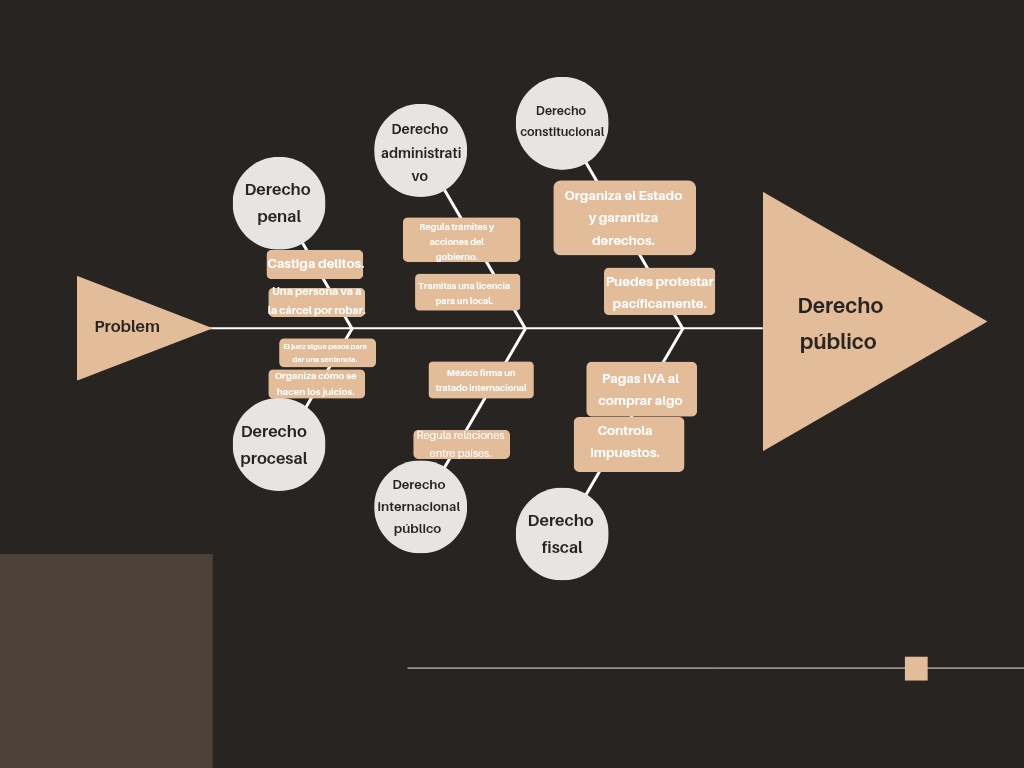 Derecho
constitucional
Derecho
administrati
vo
Derecho
penal
Organiza el Estado
y garantiza
derechos.
Regula trámites y
acciones del
gobierno.
Castiga delitos.
Puedes protestar
pacíficamente.
Tramitas una licencia
para un local.
Una persona va a
la cárcel por robar.
Problem
Derecho
público
El juez sigue pasos para
dar una sentencia.
Organiza cómo se
hacen los juicios.
México firma un
tratado internacional
Pagas IVA al
comprar algo
Regula relaciones
entre países.
Controla
impuestos.
Derecho
procesal
Derecho
internacional
público
Derecho
fiscal